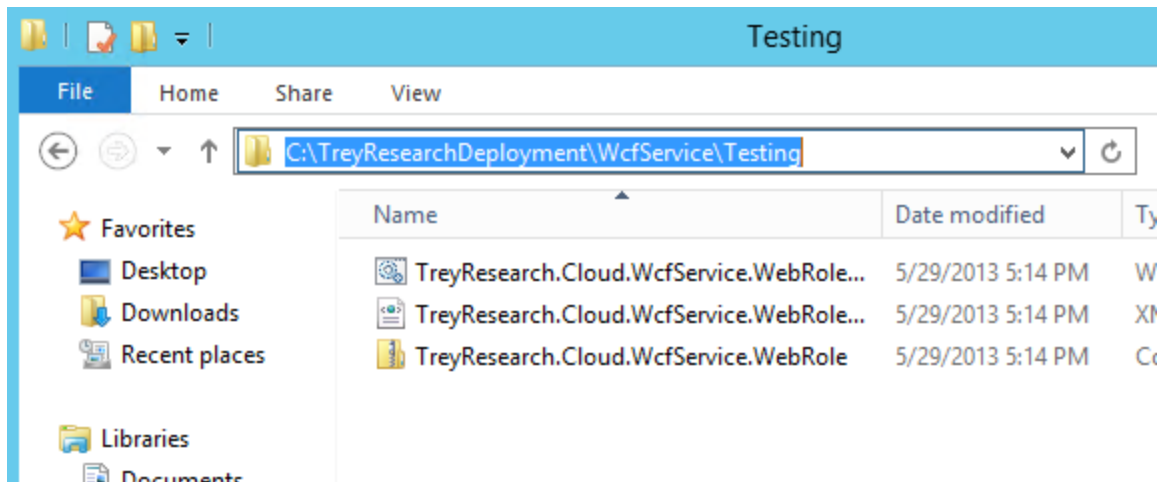 Testing
File Home Share View
C:\TreyResearchDeployment\WcfService\Testing
Name Date modified
Favorites
Desktop TreyResearch.Cloud.WcfService.WebRole... 5/29/2013 5:14 PM
Downloads TreyResearch.Cloud.WcfService.WebRole... 5/29/2013 5:14 PM
Recent places TreyResearch.Cloud.WcfService.WebRole 5/29/2013 5:14 PM
Libraries
Documents